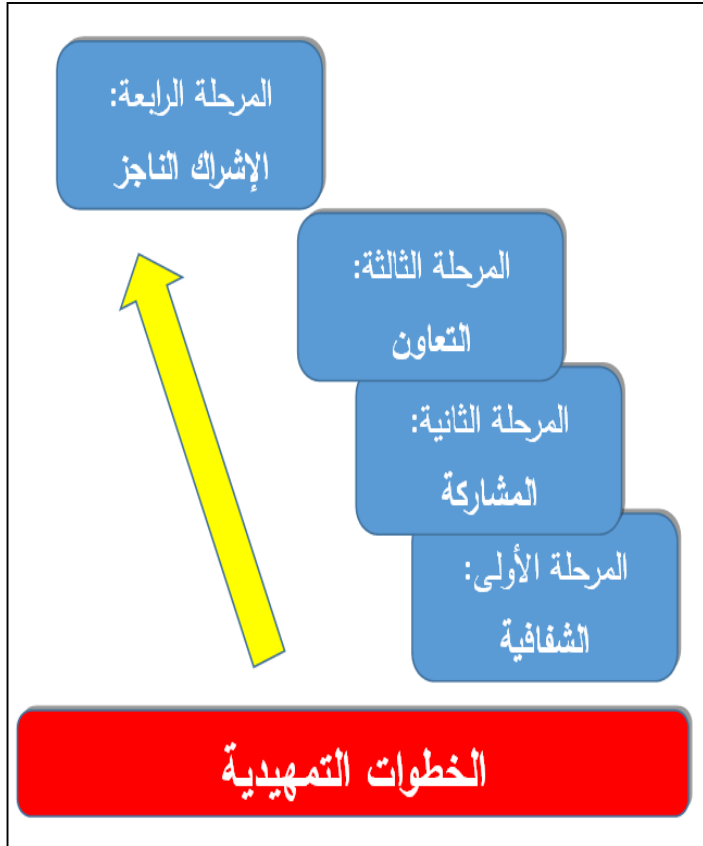 المرحلة الرابعة:
الإشراك الناجز
المرحلة الثالثة:
التعاون
المرحلة الثانية:
المشاركة
المرحلة الأولى:
الشفافية
الخطوات التمهيدية